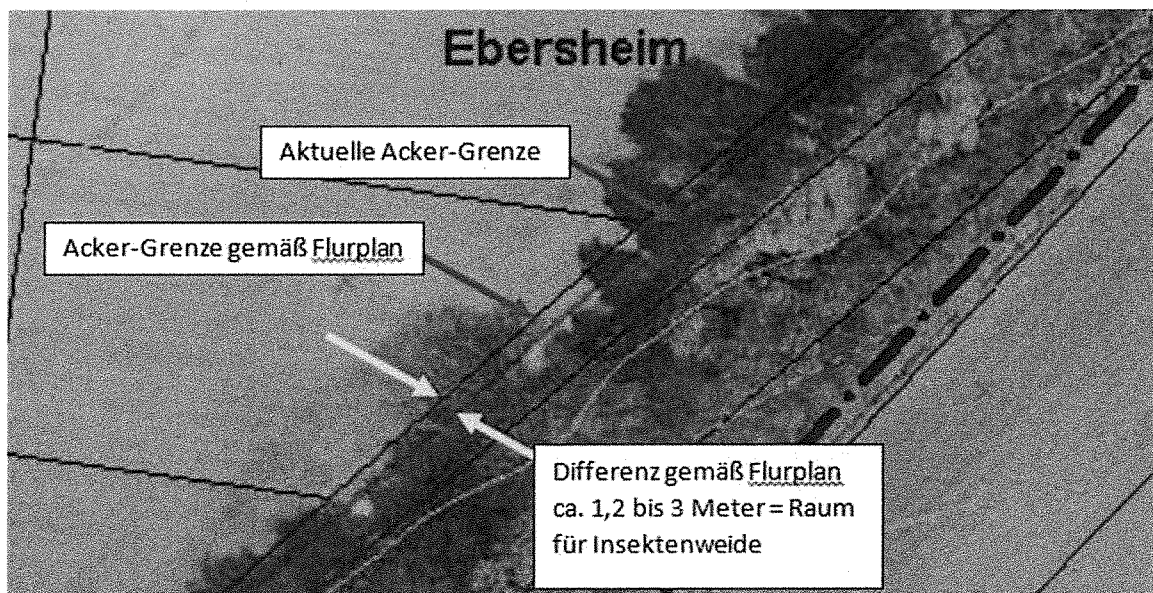 Ebersheim
Aktuelle Acker-Grenze
Acker-Grenze gemäß Flurplan
Differenz gemäß Flurplan
ca. 1,2 bis 3 Meter = Raum
für Insektenweide